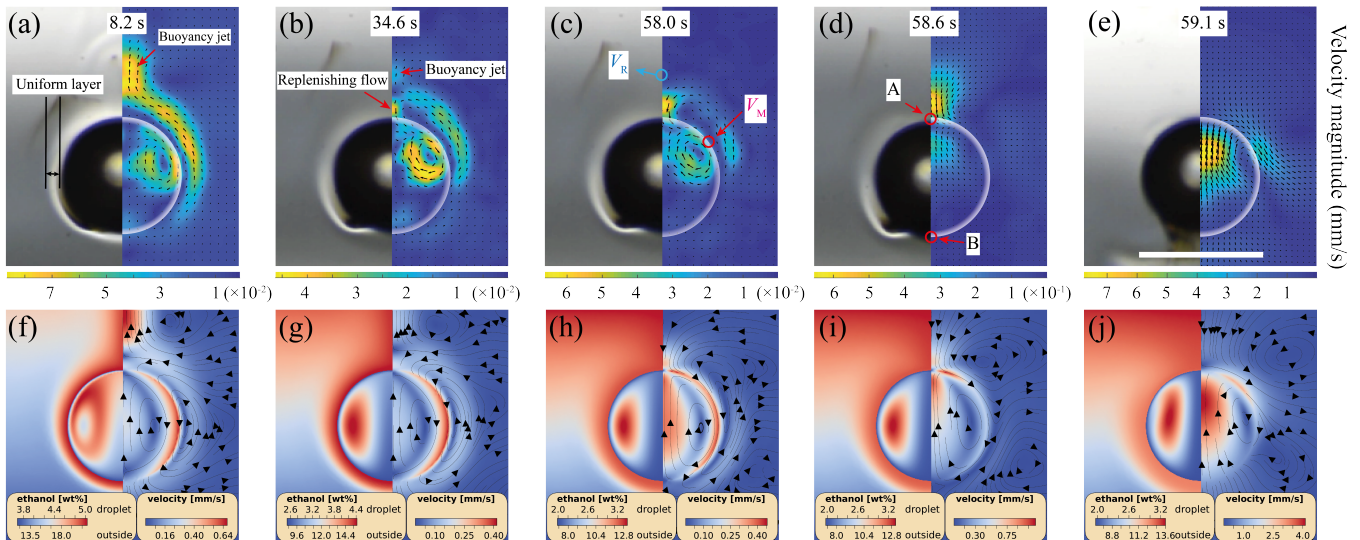 (a) 8.2 s
Buoyancy jet
Uniform layer
7 5 3 1 (×10⁻²)
(b) 34.6 s
Replenishing flow
Buoyancy jet
4 3 2 1 (×10⁻²)
(c) 58.0 s
V_R
V_M
6 5 4 3 2 1 (×10⁻²)
(d) 58.6 s
A
B
6 5 4 3 2 1 (×10⁻¹)
(e) 59.1 s
7 6 5 4 3 2 1
Velocity magnitude (mm/s)
(f)
ethanol [wt%]
3.8 4.4 5.0 droplet
13.5 18.0 outside
velocity [mm/s]
0.16 0.40 0.64
(g)
ethanol [wt%]
2.6 3.2 3.8 4.4 droplet
9.6 12.0 14.4 outside
velocity [mm/s]
0.10 0.25 0.40
(h)
ethanol [wt%]
2.0 2.6 3.2 droplet
8.0 10.4 12.8 outside
velocity [mm/s]
0.10 0.25 0.40
(i)
ethanol [wt%]
2.0 2.6 3.2 droplet
8.0 10.4 12.8 outside
velocity [mm/s]
0.30 0.75
(j)
ethanol [wt%]
2.0 2.6 3.2 droplet
8.8 11.2 13.6 outside
velocity [mm/s]
1.0 2.5 4.0